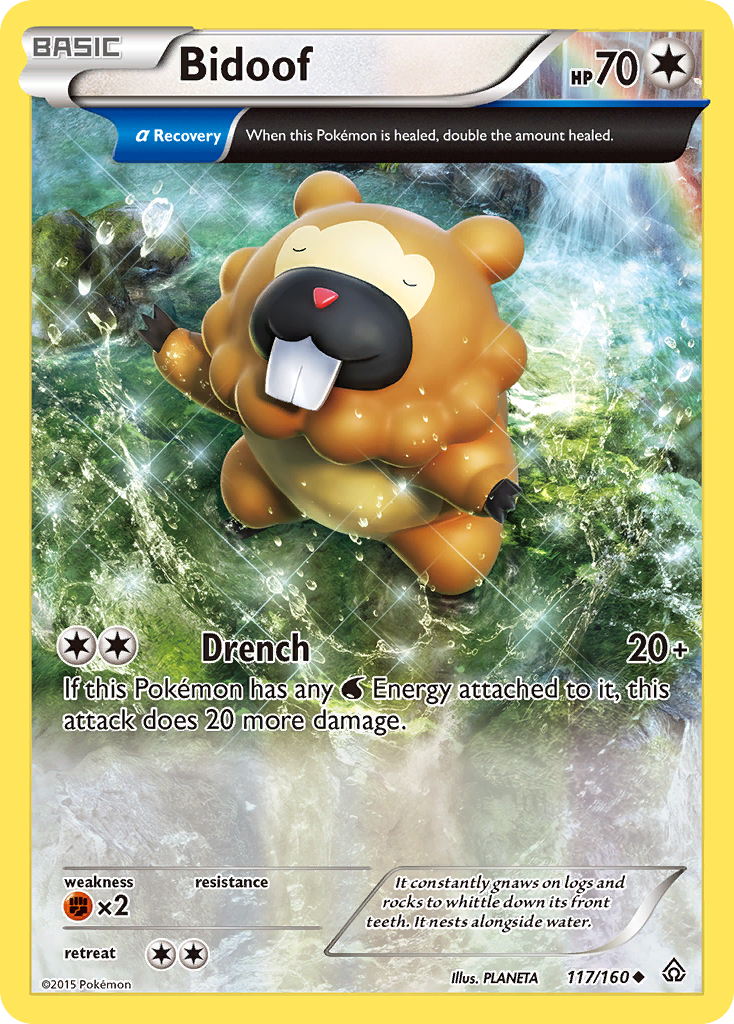 BASIC Bidoof HP70
α Recovery When this Pokémon is healed, double the amount healed.
Drench 20+
If this Pokémon has any Energy attached to it, this
attack does 20 more damage.
weakness resistance
×2
retreat
It constantly gnaws on logs and
rocks to whittle down its front
teeth. It nests alongside water.
©2015 Pokémon Illus. PLANETA 117/160